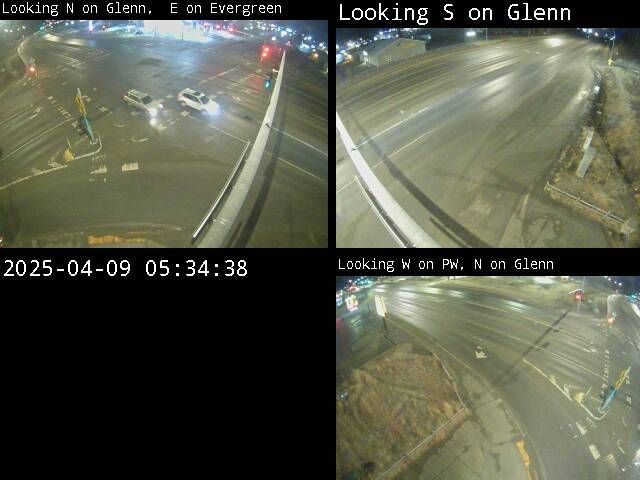 Looking N on Glenn,  E on Evergreen
Looking S on Glenn
2025-04-09 05:34:38
Looking W on PW, N on Glenn